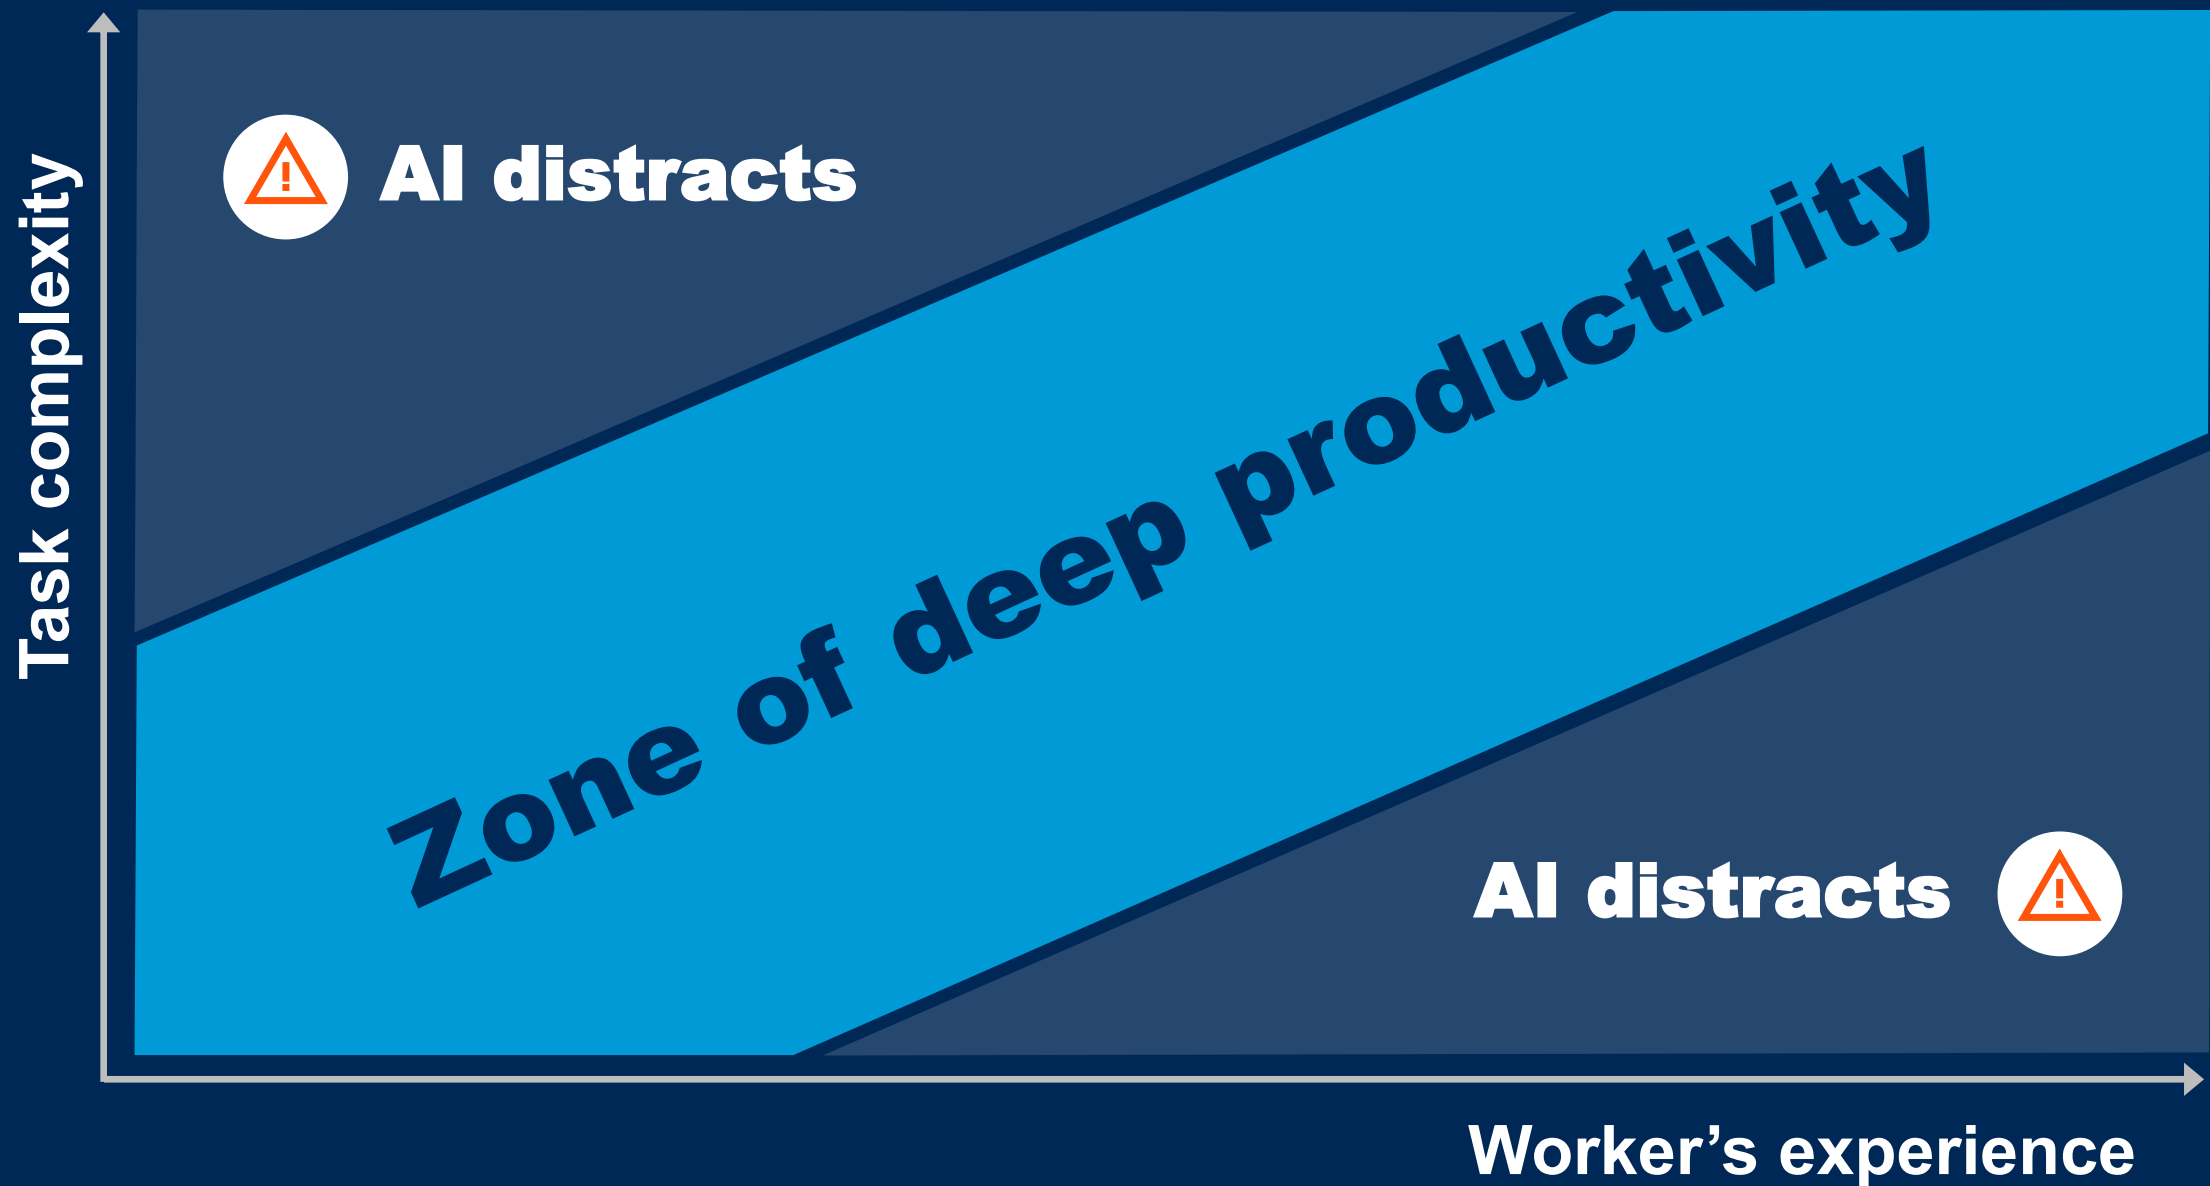 Task complexity
AI distracts
Zone of deep productivity
AI distracts
Worker’s experience